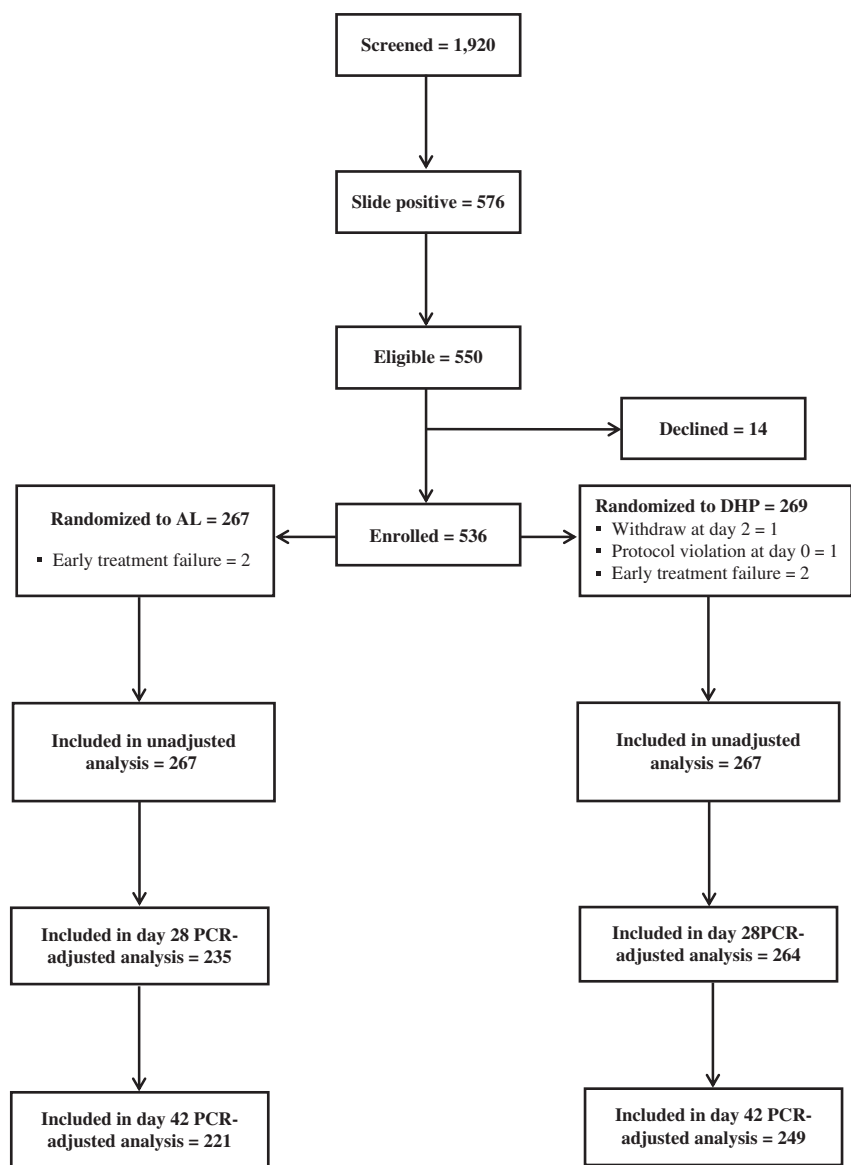 Screened = 1,920
Slide positive = 576
Eligible = 550
Declined = 14
Randomized to AL = 267
▪ Early treatment failure = 2
Enrolled = 536
Randomized to DHP = 269
▪ Withdraw at day 2 = 1
▪ Protocol violation at day 0 = 1
▪ Early treatment failure = 2
Included in unadjusted
analysis = 267
Included in unadjusted
analysis = 267
Included in day 28 PCR-
adjusted analysis = 235
Included in day 28PCR-
adjusted analysis = 264
Included in day 42 PCR-
adjusted analysis = 221
Included in day 42 PCR-
adjusted analysis = 249